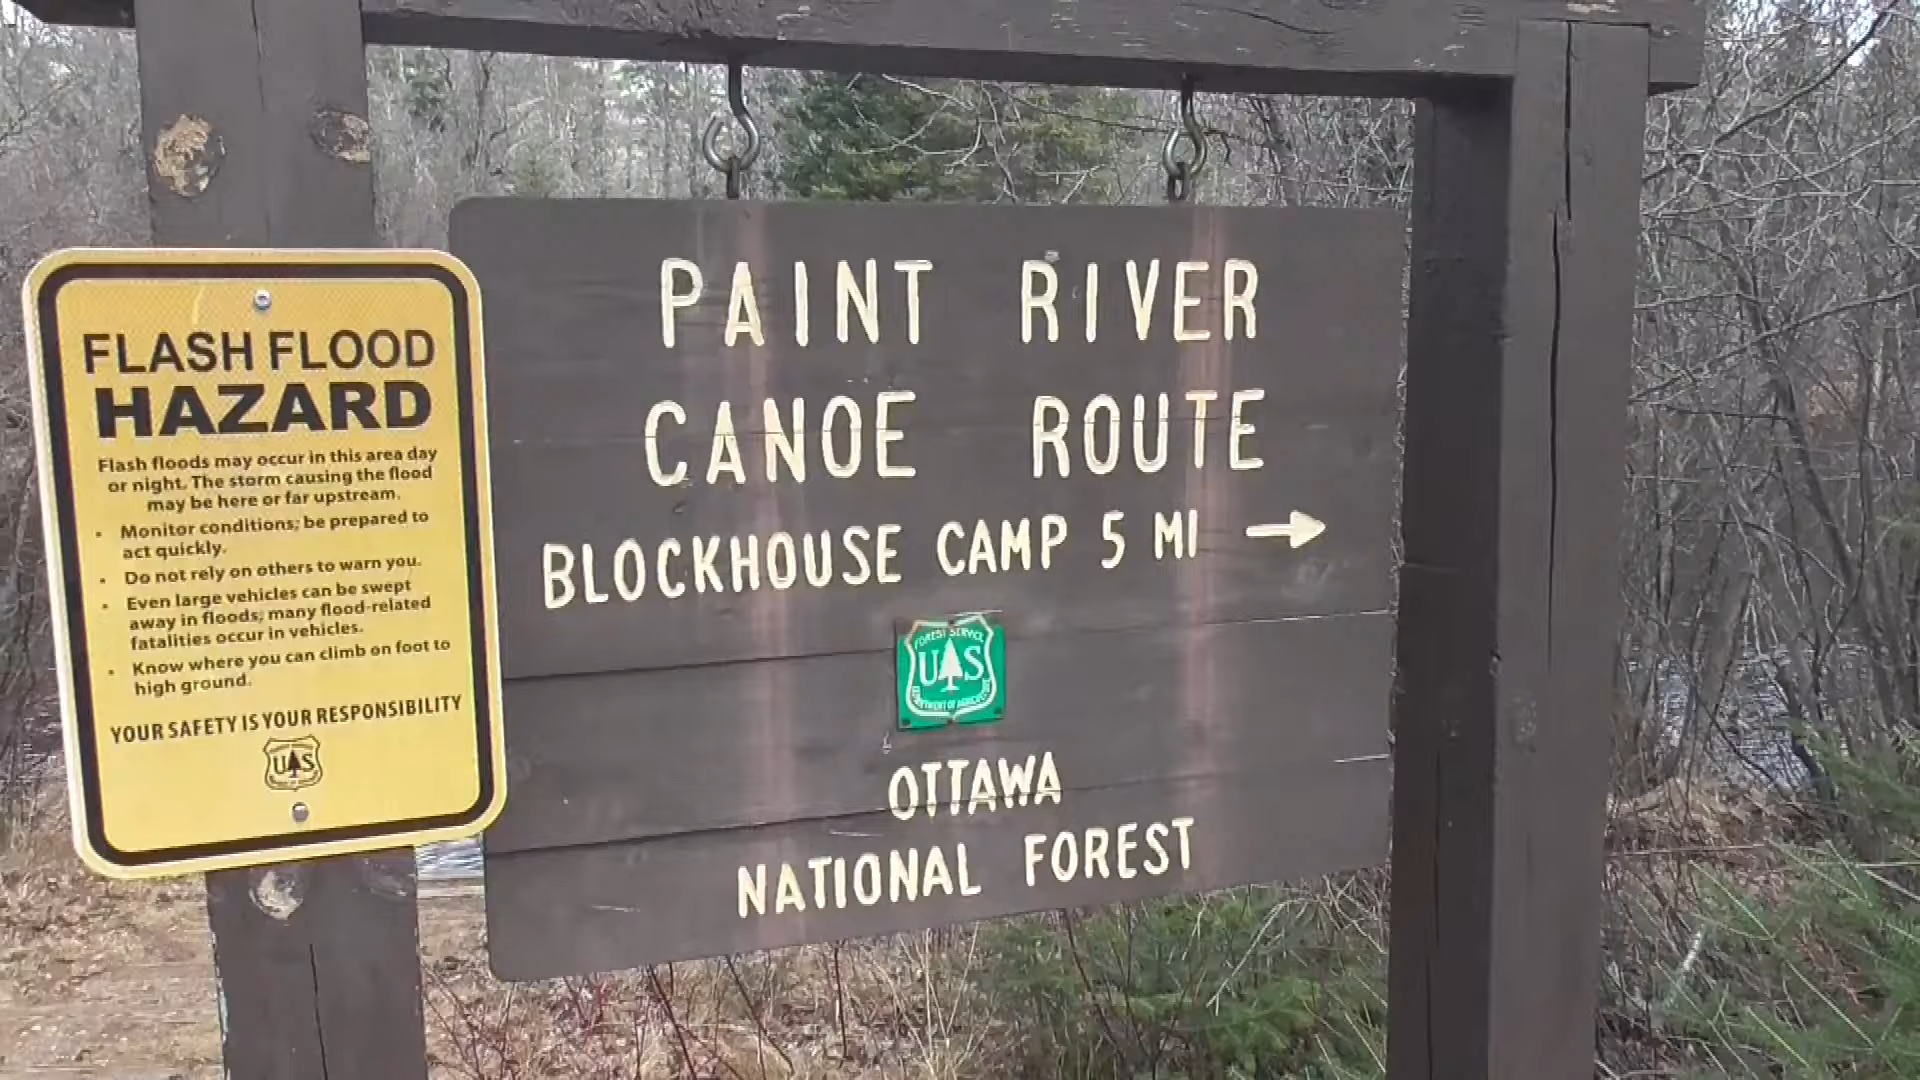 FLASH FLOOD
HAZARD
Flash floods may occur in this area day
or night. The storm causing the flood
may be here or far upstream.
• Monitor conditions; be prepared to
act quickly.
• Do not rely on others to warn you.
• Even large vehicles can be swept
away in floods; many flood-related
fatalities occur in vehicles.
• Know where you can climb on foot to
high ground.
YOUR SAFETY IS YOUR RESPONSIBILITY
UAS
PAINT RIVER
CANOE ROUTE
BLOCKHOUSE CAMP 5 MI →
FOREST SERVICE
U S
DEPARTMENT OF AGRICULTURE
OTTAWA
NATIONAL FOREST